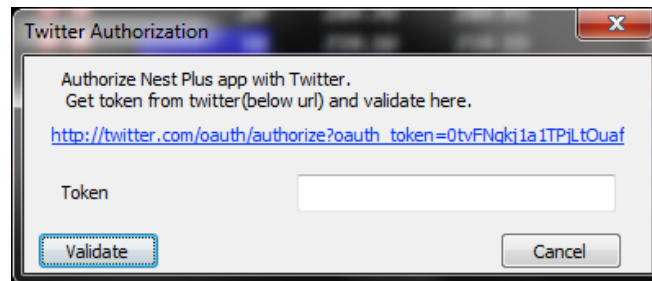 Twitter Authorization
Authorize Nest Plus app with Twitter.
Get token from twitter(below url) and validate here.
http://twitter.com/oauth/authorize?oauth_token=0tvFNqkj1a1TPjLtOuaf
Token
Validate Cancel